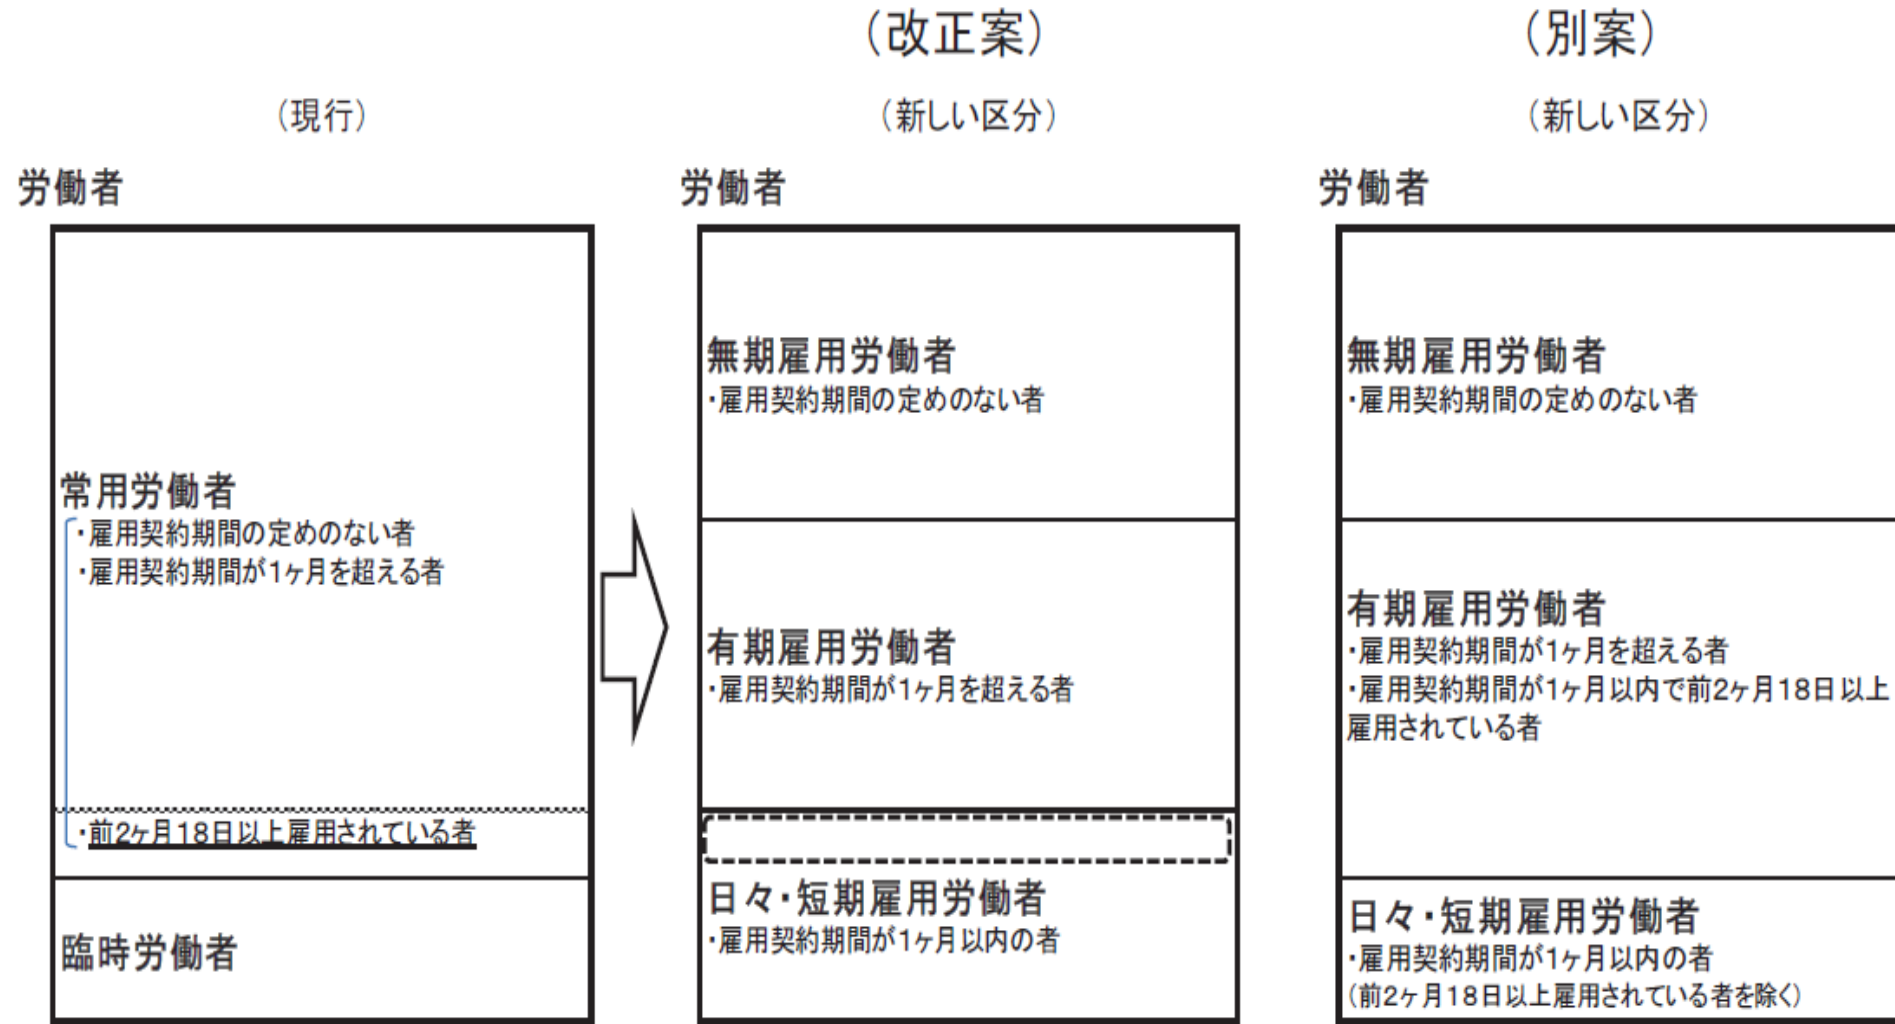 （改正案）
（別案）
（現行）
（新しい区分）
（新しい区分）
労働者
労働者
労働者
常用労働者
・雇用契約期間の定めのない者
・雇用契約期間が1ヶ月を超える者
・前2ヶ月18日以上雇用されている者
臨時労働者
無期雇用労働者
・雇用契約期間の定めのない者
有期雇用労働者
・雇用契約期間が1ヶ月を超える者
日々・短期雇用労働者
・雇用契約期間が1ヶ月以内の者
無期雇用労働者
・雇用契約期間の定めのない者
有期雇用労働者
・雇用契約期間が1ヶ月を超える者
・雇用契約期間が1ヶ月以内で前2ヶ月18日以上
雇用されている者
日々・短期雇用労働者
・雇用契約期間が1ヶ月以内の者
（前2ヶ月18日以上雇用されている者を除く）